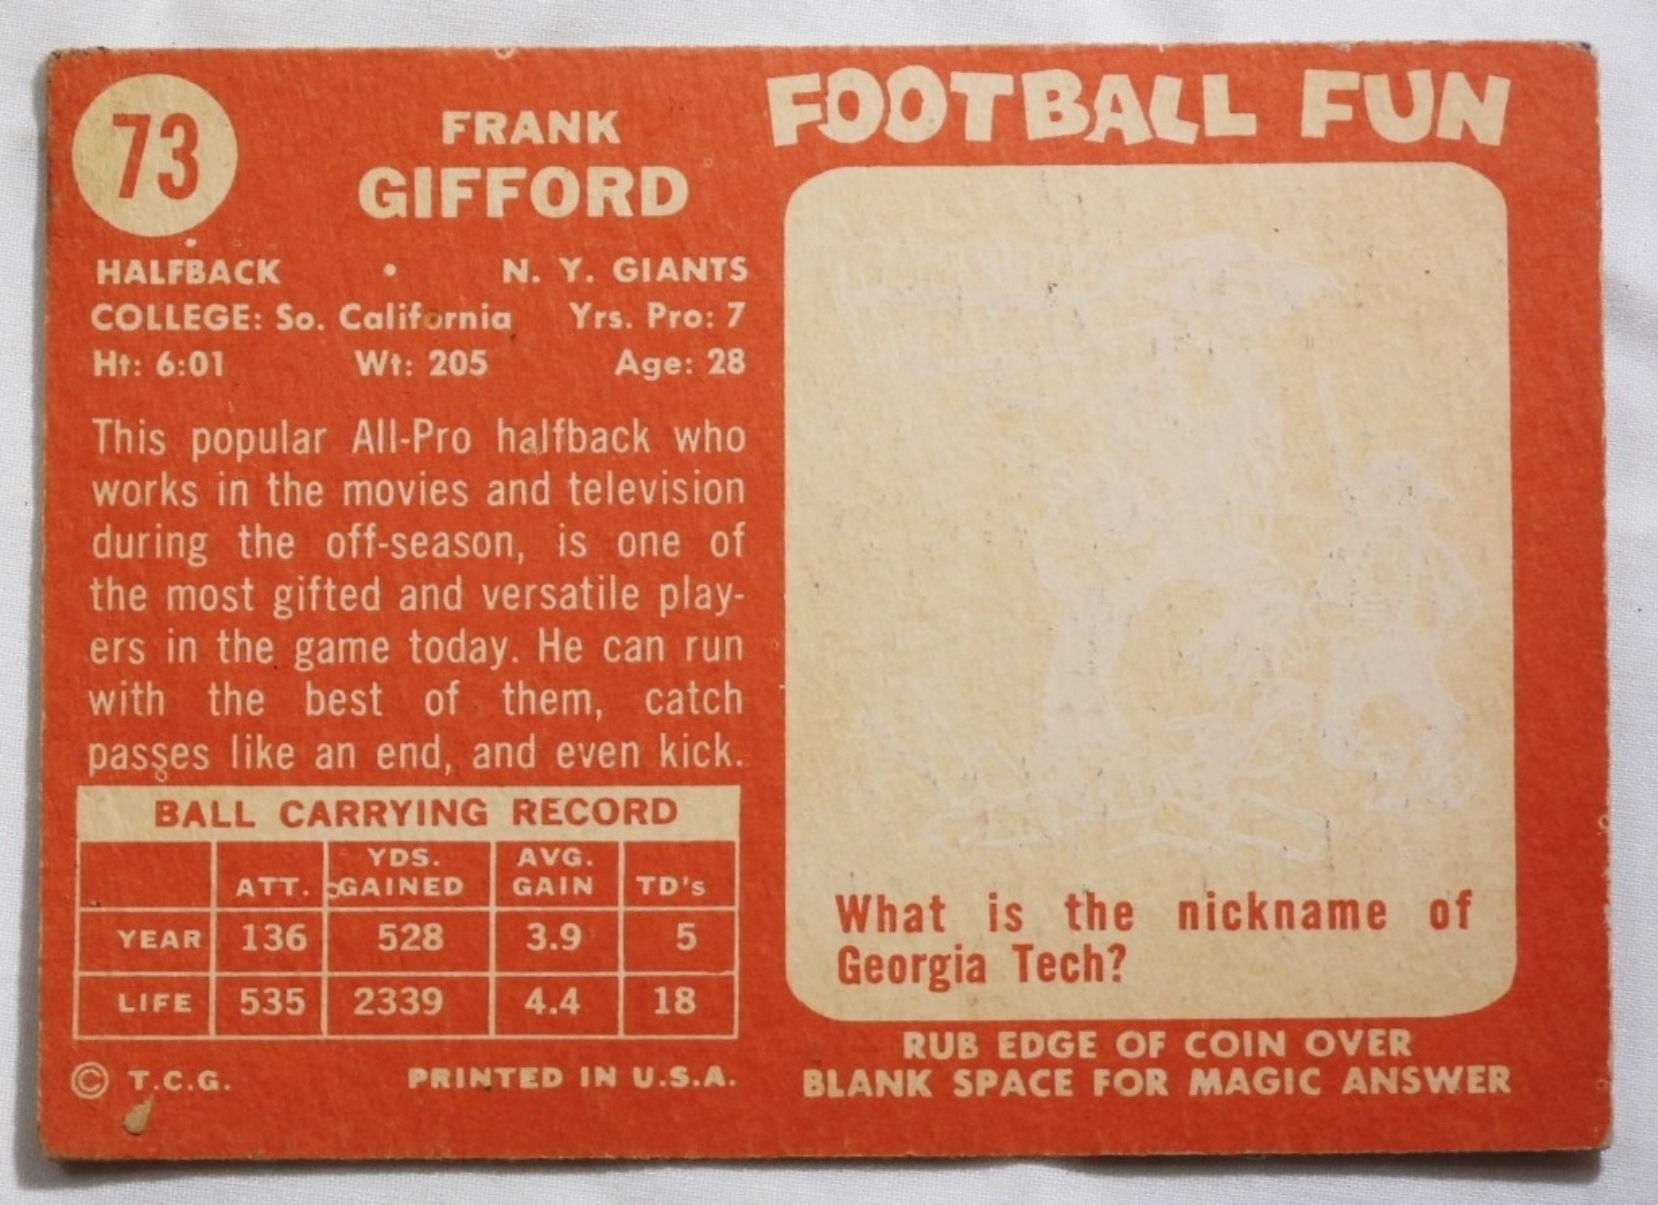 73
FRANK
GIFFORD
HALFBACK • N. Y. GIANTS
COLLEGE: So. California Yrs. Pro: 7
Ht: 6:01 Wt: 205 Age: 28
This popular All-Pro halfback who
works in the movies and television
during the off-season, is one of
the most gifted and versatile play-
ers in the game today. He can run
with the best of them, catch
passes like an end, and even kick.
BALL CARRYING RECORD
ATT. YDS. GAINED AVG. GAIN TD's
YEAR 136 528 3.9 5
LIFE 535 2339 4.4 18
© T.C.G. PRINTED IN U.S.A.
FOOTBALL FUN
What is the nickname of
Georgia Tech?
RUB EDGE OF COIN OVER
BLANK SPACE FOR MAGIC ANSWER